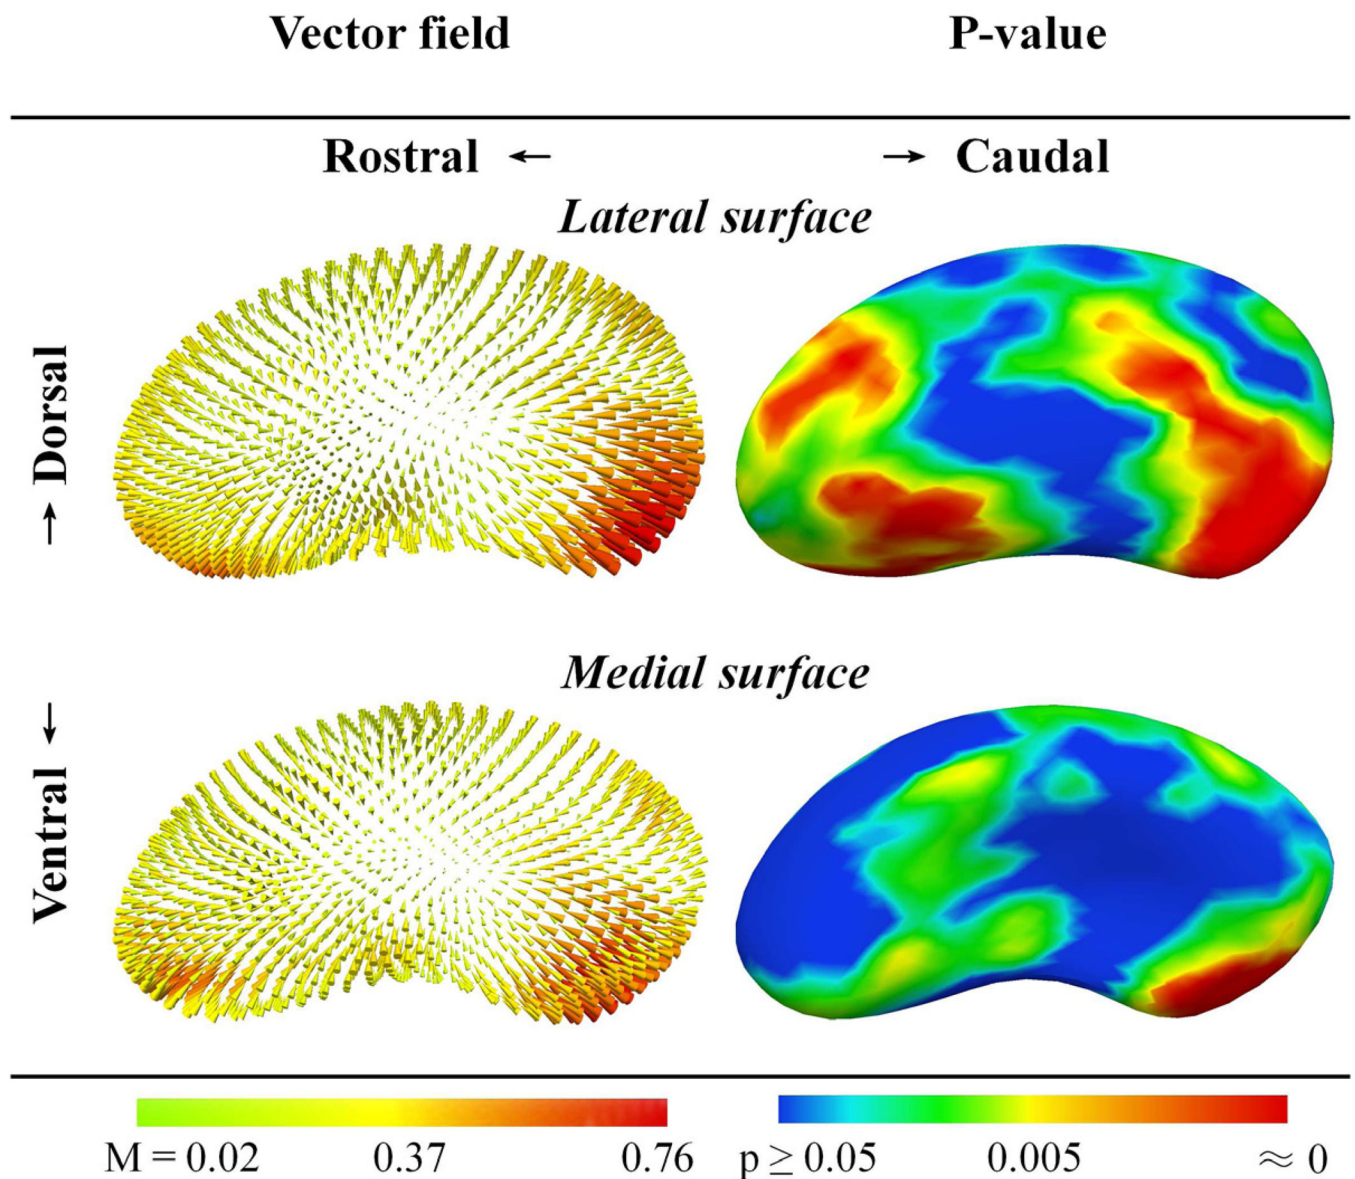 Vector field P-value
Rostral ← → Caudal
Lateral surface
→ Dorsal
Medial surface
Ventral ←
M = 0.02 0.37 0.76 p ≥ 0.05 0.005 ≈ 0